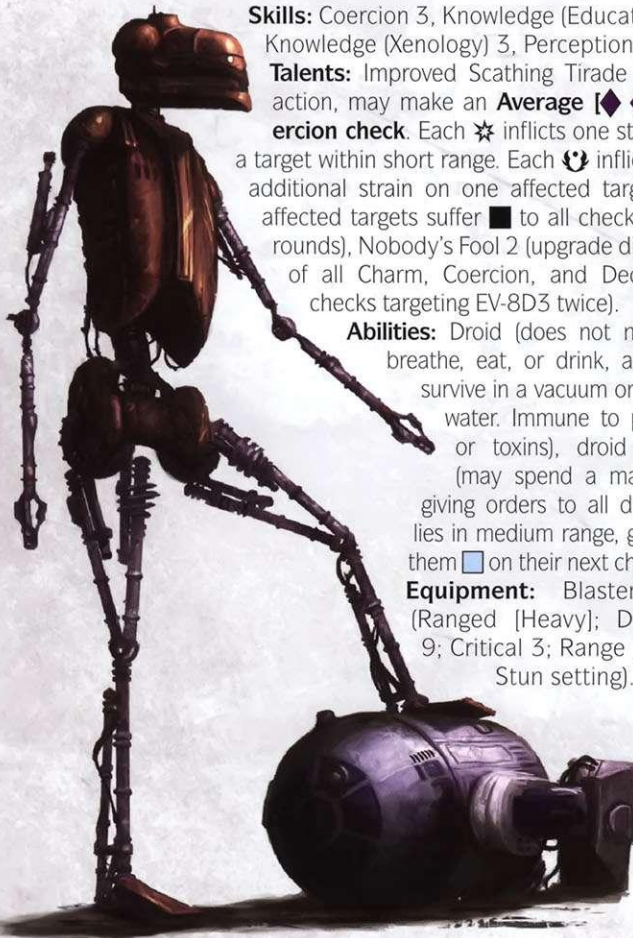 Skills: Coercion 3, Knowledge (Educat
Knowledge (Xenology) 3, Perception
Talents: Improved Scathing Tirade
action, may make an Average [
ercion check. Each inflicts one st
a target within short range. Each inflic
additional strain on one affected targ
affected targets suffer to all check
rounds), Nobody's Fool 2 (upgrade d
of all Charm, Coercion, and Dec
checks targeting EV-8D3 twice).
Abilities: Droid (does not n
breathe, eat, or drink, a
survive in a vacuum or
water. Immune to p
or toxins), droid
(may spend a ma
giving orders to all d
lies in medium range, g
them on their next ch
Equipment: Blaster
(Ranged [Heavy]; D
9; Critical 3; Range
Stun setting).